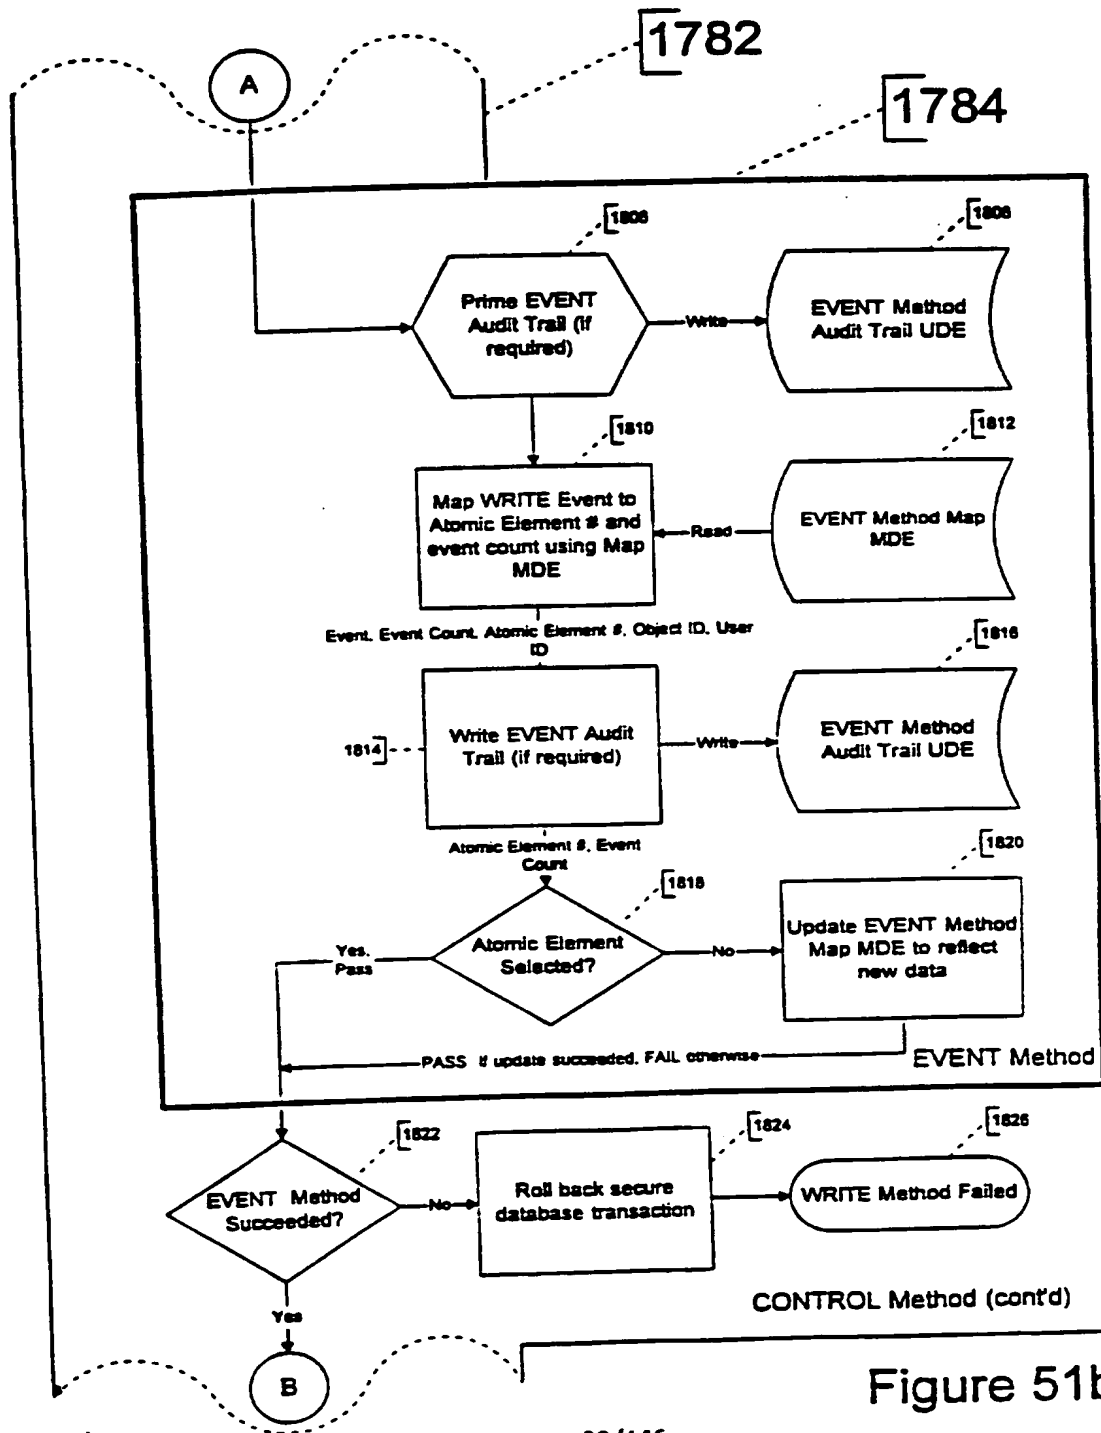 1782
1784
A
1806
1808
Prime EVENT
Audit Trail (if
required)
Write
EVENT Method
Audit Trail UDE
1810
1812
Map WRITE Event to
Atomic Element # and
event count using Map
MDE
Read
EVENT Method Map
MDE
Event, Event Count, Atomic Element #, Object ID, User
ID
1816
1814
Write EVENT Audit
Trail (if required)
Write
EVENT Method
Audit Trail UDE
Atomic Element #, Event
Count
1818
1820
Yes,
Pass
Atomic Element
Selected?
No
Update EVENT Method
Map MDE to reflect
new data
PASS if update succeeded, FAIL otherwise
EVENT Method
1822
1824
1826
EVENT Method
Succeeded?
No
Roll back secure
database transaction
WRITE Method Failed
Yes
CONTROL Method (cont'd)
B
Figure 51b